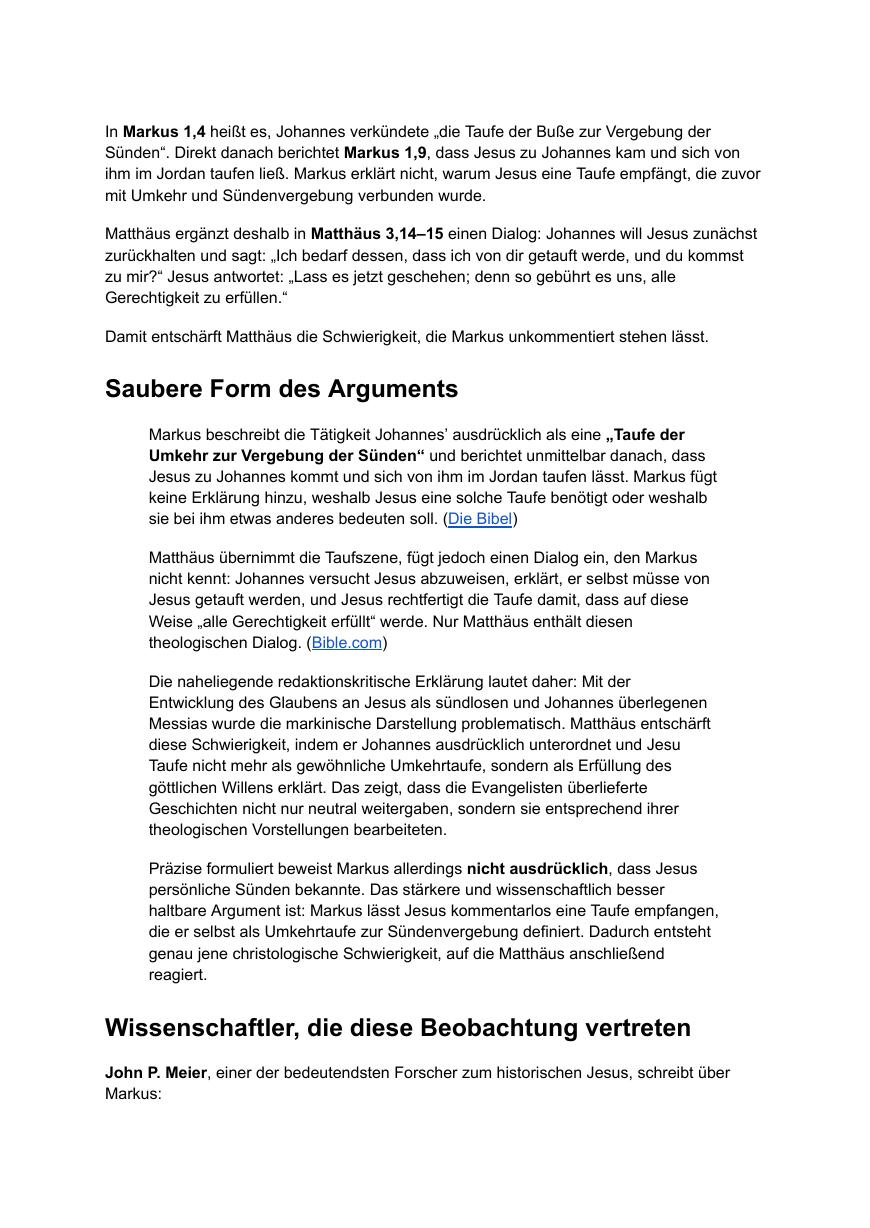 In Markus 1,4 heißt es, Johannes verkündete „die Taufe der Buße zur Vergebung der
Sünden“. Direkt danach berichtet Markus 1,9, dass Jesus zu Johannes kam und sich von
ihm im Jordan taufen ließ. Markus erklärt nicht, warum Jesus eine Taufe empfängt, die zuvor
mit Umkehr und Sündenvergebung verbunden wurde.
Matthäus ergänzt deshalb in Matthäus 3,14–15 einen Dialog: Johannes will Jesus zunächst
zurückhalten und sagt: „Ich bedarf dessen, dass ich von dir getauft werde, und du kommst
zu mir?“ Jesus antwortet: „Lass es jetzt geschehen; denn so gebührt es uns, alle
Gerechtigkeit zu erfüllen.“
Damit entschärft Matthäus die Schwierigkeit, die Markus unkommentiert stehen lässt.
Saubere Form des Arguments
Markus beschreibt die Tätigkeit Johannes’ ausdrücklich als eine „Taufe der
Umkehr zur Vergebung der Sünden“ und berichtet unmittelbar danach, dass
Jesus zu Johannes kommt und sich von ihm im Jordan taufen lässt. Markus fügt
keine Erklärung hinzu, weshalb Jesus eine solche Taufe benötigt oder weshalb
sie bei ihm etwas anderes bedeuten soll. (Die Bibel)
Matthäus übernimmt die Taufszene, fügt jedoch einen Dialog ein, den Markus
nicht kennt: Johannes versucht Jesus abzuweisen, erklärt, er selbst müsse von
Jesus getauft werden, und Jesus rechtfertigt die Taufe damit, dass auf diese
Weise „alle Gerechtigkeit erfüllt“ werde. Nur Matthäus enthält diesen
theologischen Dialog. (Bible.com)
Die naheliegende redaktionskritische Erklärung lautet daher: Mit der
Entwicklung des Glaubens an Jesus als sündlosen und Johannes überlegenen
Messias wurde die markinische Darstellung problematisch. Matthäus entschärft
diese Schwierigkeit, indem er Johannes ausdrücklich unterordnet und Jesu
Taufe nicht mehr als gewöhnliche Umkehrtaufe, sondern als Erfüllung des
göttlichen Willens erklärt. Das zeigt, dass die Evangelisten überlieferte
Geschichten nicht nur neutral weitergaben, sondern sie entsprechend ihrer
theologischen Vorstellungen bearbeiteten.
Präzise formuliert beweist Markus allerdings nicht ausdrücklich, dass Jesus
persönliche Sünden bekannte. Das stärkere und wissenschaftlich besser
haltbare Argument ist: Markus lässt Jesus kommentarlos eine Taufe empfangen,
die er selbst als Umkehrtaufe zur Sündenvergebung definiert. Dadurch entsteht
genau jene christologische Schwierigkeit, auf die Matthäus anschließend
reagiert.
Wissenschaftler, die diese Beobachtung vertreten
John P. Meier, einer der bedeutendsten Forscher zum historischen Jesus, schreibt über
Markus: